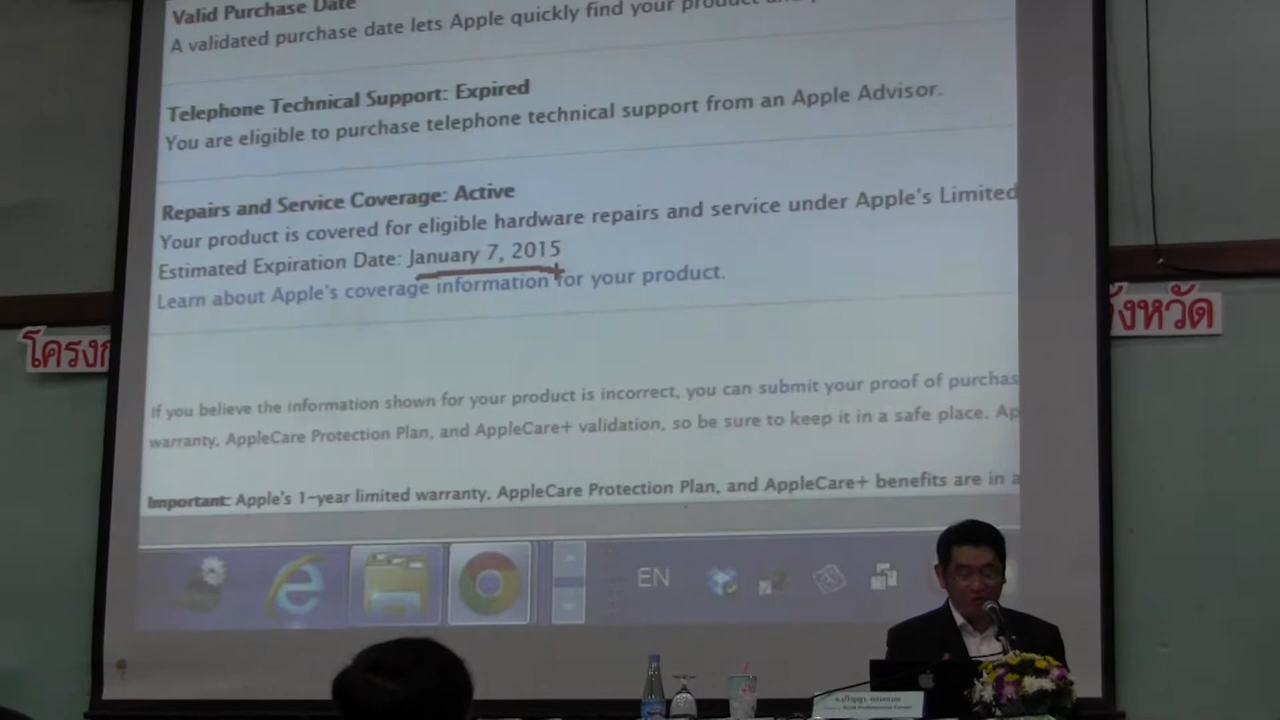 Valid Purchase Date
A validated purchase date lets Apple quickly find your product and
Telephone Technical Support: Expired
You are eligible to purchase telephone technical support from an Apple Advisor.
Repairs and Service Coverage: Active
Your product is covered for eligible hardware repairs and service under Apple's Limited
Estimated Expiration Date: January 7, 2015
Learn about Apple's coverage information for your product.
If you believe the information shown for your product is incorrect, you can submit your proof of purchas
warranty, AppleCare Protection Plan, and AppleCare+ validation, so be sure to keep it in a safe place. Ap
Important: Apple's 1-year limited warranty, AppleCare Protection Plan, and AppleCare+ benefits are in a
EN
โครงก
ังหวัด